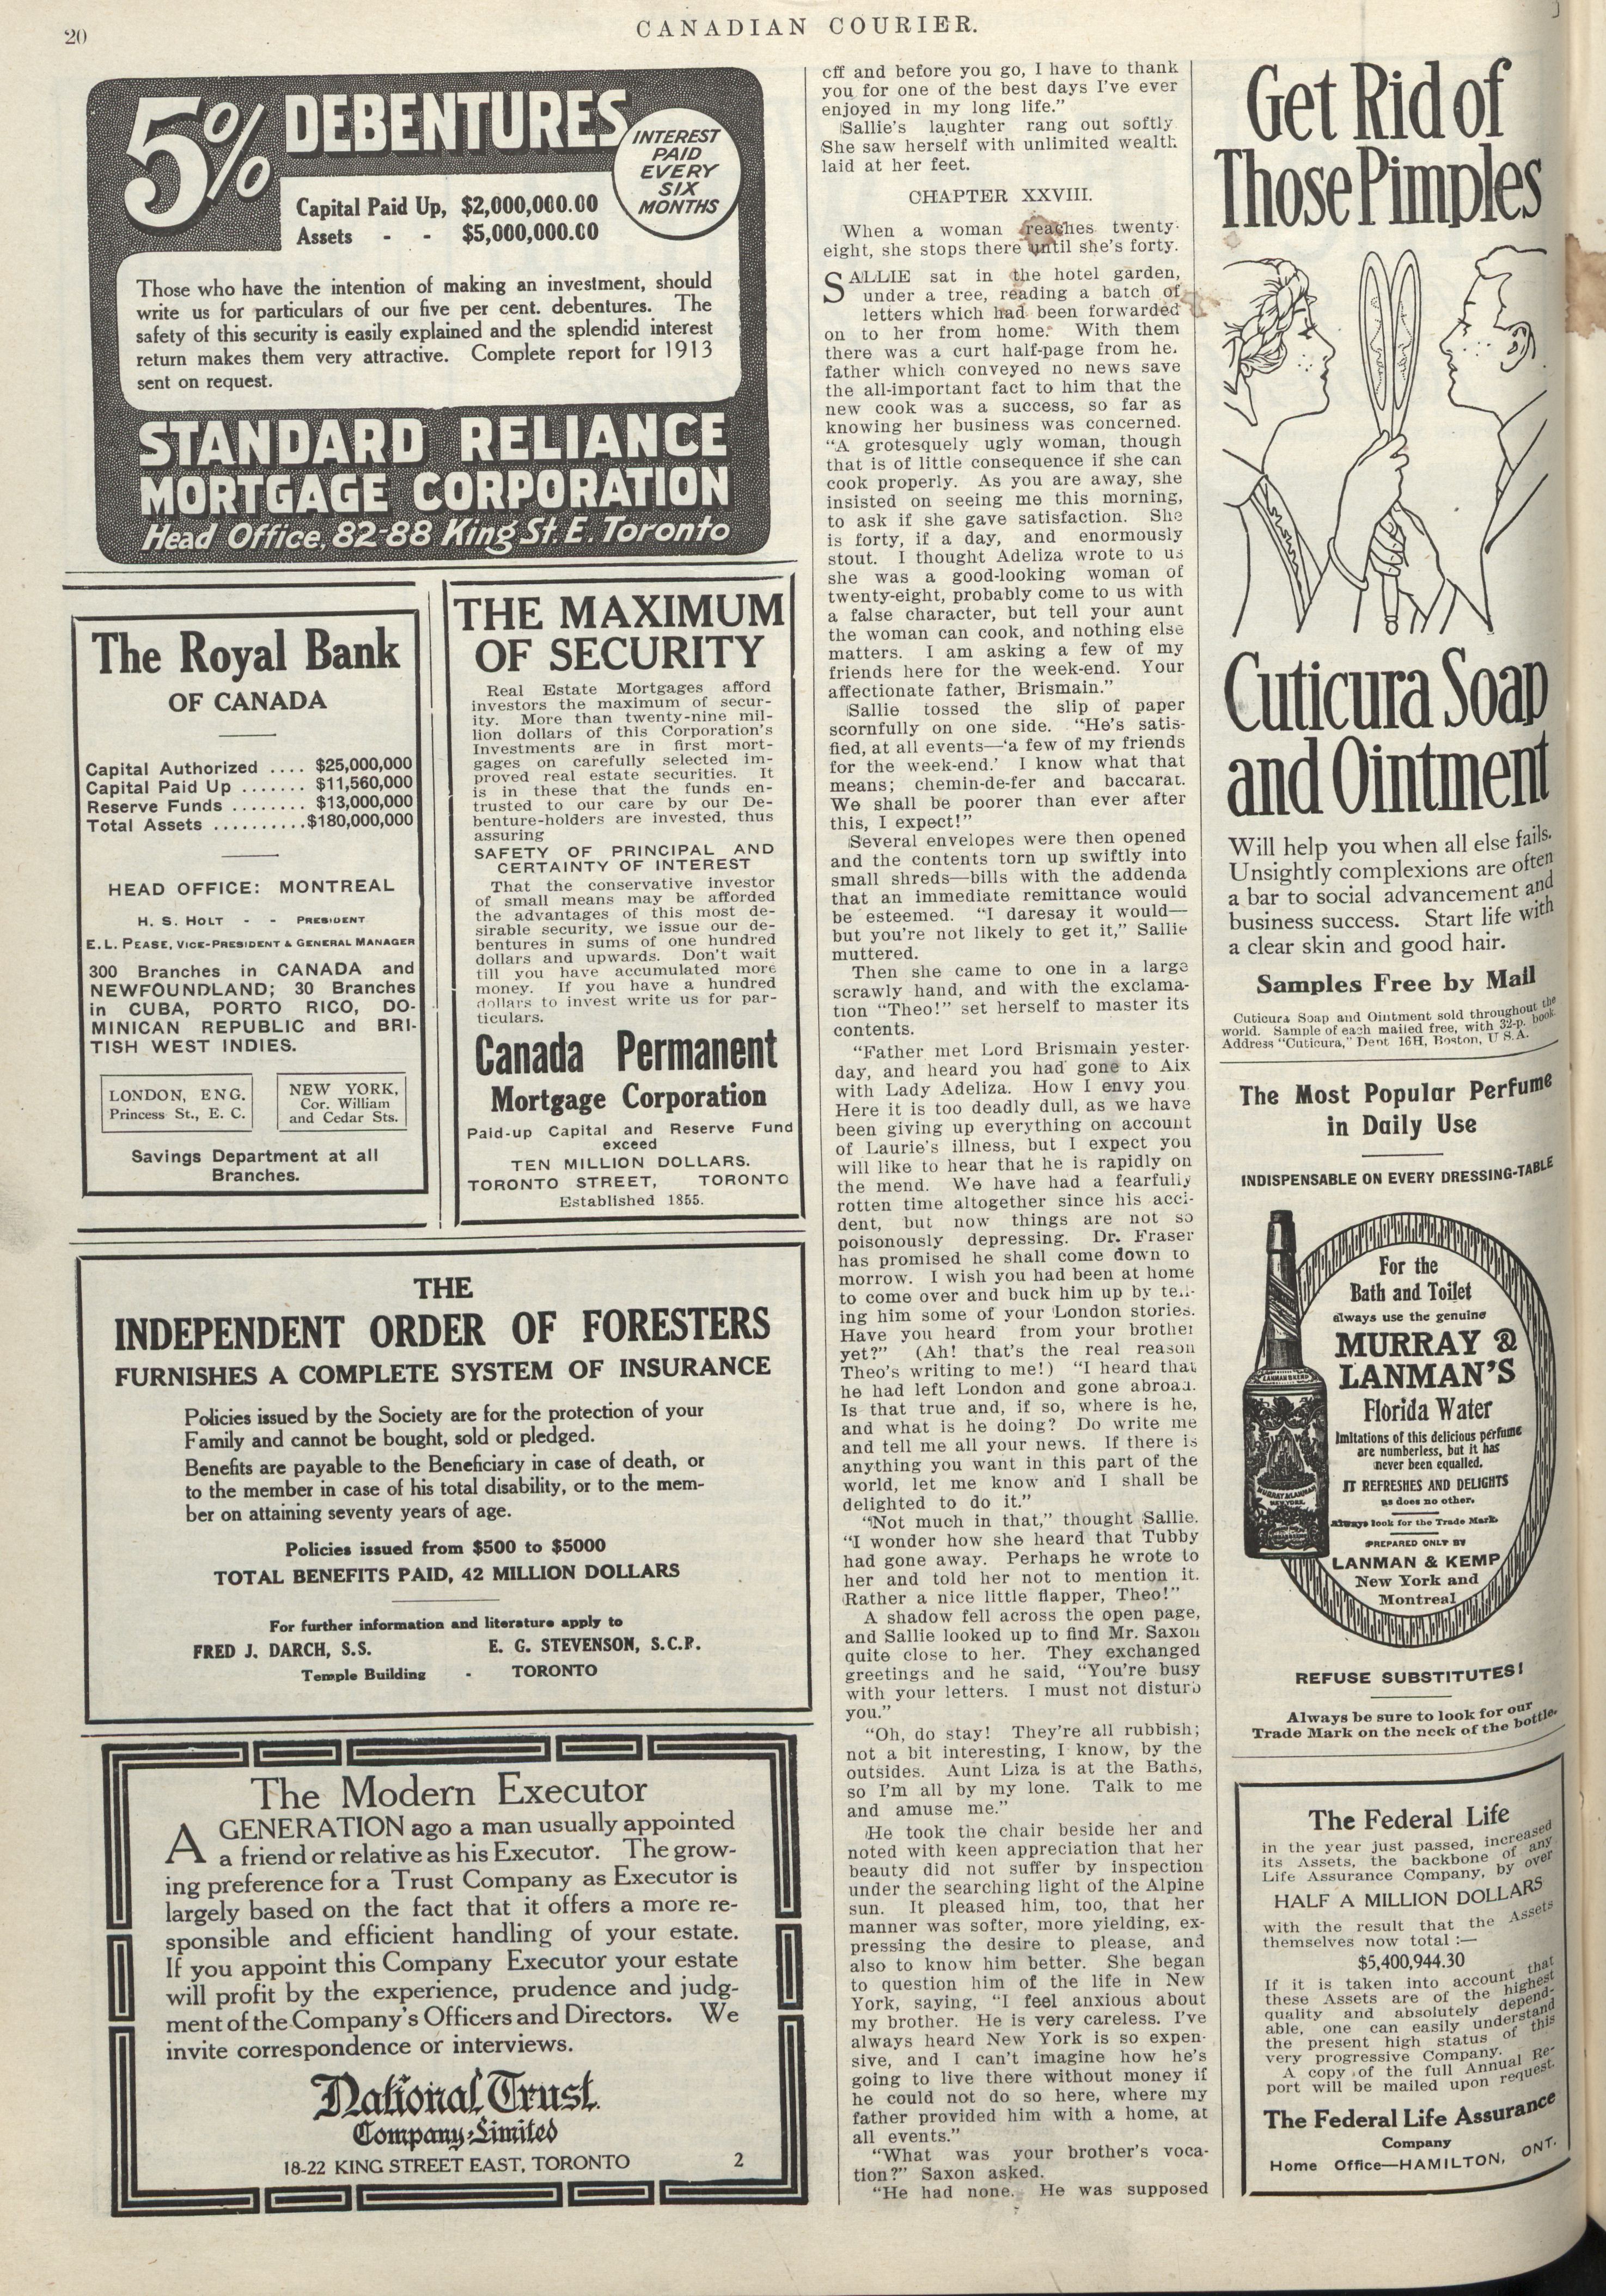 20
CANADIAN COURIER.
5% DEBENTURES
INTEREST
PAID
EVERY
SIX
MONTHS
Capital Paid Up, $2,000,000.00
Assets - - $5,000,000.00
Those who have the intention of making an investment, should
write us for particulars of our five per cent. debentures. The
safety of this security is easily explained and the splendid interest
return makes them very attractive. Complete report for 1913
sent on request.
STANDARD RELIANCE
MORTGAGE CORPORATION
Head Office, 82-88 King St. E. Toronto
The Royal Bank
OF CANADA
Capital Authorized .... $25,000,000
Capital Paid Up ....... $11,560,000
Reserve Funds ........ $13,000,000
Total Assets ..........$180,000,000
HEAD OFFICE: MONTREAL
H. S. HOLT - - PRESIDENT
E. L. PEASE, VICE-PRESIDENT & GENERAL MANAGER
300 Branches in CANADA and
NEWFOUNDLAND; 30 Branches
in CUBA, PORTO RICO, DO-
MINICAN REPUBLIC and BRI-
TISH WEST INDIES.
LONDON, ENG.
Princess St., E. C.
NEW YORK,
Cor. William
and Cedar Sts.
Savings Department at all
Branches.
THE MAXIMUM
OF SECURITY
Real Estate Mortgages afford
investors the maximum of secur-
ity. More than twenty-nine mil-
lion dollars of this Corporation's
Investments are in first mort-
gages on carefully selected im-
proved real estate securities. It
is in these that the funds en-
trusted to our care by our De-
benture-holders are invested, thus
assuring
SAFETY OF PRINCIPAL AND
CERTAINTY OF INTEREST
That the conservative investor
of small means may be afforded
the advantages of this most de-
sirable security, we issue our de-
bentures in sums of one hundred
dollars and upwards. Don't wait
till you have accumulated more
money. If you have a hundred
dollars to invest write us for par-
ticulars.
Canada Permanent
Mortgage Corporation
Paid-up Capital and Reserve Fund
exceed
TEN MILLION DOLLARS.
TORONTO STREET, TORONTO
Established 1855.
THE
INDEPENDENT ORDER OF FORESTERS
FURNISHES A COMPLETE SYSTEM OF INSURANCE
Policies issued by the Society are for the protection of your
Family and cannot be bought, sold or pledged.
Benefits are payable to the Beneficiary in case of death, or
to the member in case of his total disability, or to the mem-
ber on attaining seventy years of age.
Policies issued from $500 to $5000
TOTAL BENEFITS PAID, 42 MILLION DOLLARS
For further information and literature apply to
FRED J. DARCH, S.S. E. G. STEVENSON, S.C.R.
Temple Building - TORONTO
The Modern Executor
A GENERATION ago a man usually appointed
a friend or relative as his Executor. The grow-
ing preference for a Trust Company as Executor is
largely based on the fact that it offers a more re-
sponsible and efficient handling of your estate.
If you appoint this Company Executor your estate
will profit by the experience, prudence and judg-
ment of the Company's Officers and Directors. We
invite correspondence or interviews.
National Trust
Company Limited
18-22 KING STREET EAST, TORONTO 2
cff and before you go, I have to thank
you for one of the best days I've ever
enjoyed in my long life."
Sallie's laughter rang out softly.
She saw herself with unlimited wealth
laid at her feet.
CHAPTER XXVIII.
When a woman reaches twenty-
eight, she stops there until she's forty.
SALLIE sat in the hotel garden,
under a tree, reading a batch of
letters which had been forwarded
on to her from home. With them
there was a curt half-page from he.
father which conveyed no news save
the all-important fact to him that the
new cook was a success, so far as
knowing her business was concerned.
"A grotesquely ugly woman, though
that is of little consequence if she can
cook properly. As you are away, she
insisted on seeing me this morning,
to ask if she gave satisfaction. She
is forty, if a day, and enormously
stout. I thought Adeliza wrote to us
she was a good-looking woman of
twenty-eight, probably come to us with
a false character, but tell your aunt
the woman can cook, and nothing else
matters. I am asking a few of my
friends here for the week-end. Your
affectionate father, Brismain."
Sallie tossed the slip of paper
scornfully on one side. "He's satis-
fied, at all events—'a few of my friends
for the week-end.' I know what that
means; chemin-de-fer and baccarat.
We shall be poorer than ever after
this, I expect!"
Several envelopes were then opened
and the contents torn up swiftly into
small shreds—bills with the addenda
that an immediate remittance would
be esteemed. "I daresay it would—
but you're not likely to get it," Sallie
muttered.
Then she came to one in a large
scrawly hand, and with the exclama-
tion "Theo!" set herself to master its
contents.
"Father met Lord Brismain yester-
day, and heard you had gone to Aix
with Lady Adeliza. How I envy you.
Here it is too deadly dull, as we have
been giving up everything on account
of Laurie's illness, but I expect you
will like to hear that he is rapidly on
the mend. We have had a fearfully
rotten time altogether since his acci-
dent, but now things are not so
poisonously depressing. Dr. Fraser
has promised he shall come down to
morrow. I wish you had been at home
to come over and buck him up by tell-
ing him some of your London stories.
Have you heard from your brother
yet?" (Ah! that's the real reason
Theo's writing to me!) "I heard that
he had left London and gone abroad.
Is that true and, if so, where is he,
and what is he doing? Do write me
and tell me all your news. If there is
anything you want in this part of the
world, let me know and I shall be
delighted to do it."
"Not much in that," thought Sallie.
"I wonder how she heard that Tubby
had gone away. Perhaps he wrote to
her and told her not to mention it.
Rather a nice little flapper, Theo!"
A shadow fell across the open page,
and Sallie looked up to find Mr. Saxon
quite close to her. They exchanged
greetings and he said, "You're busy
with your letters. I must not disturb
you."
"Oh, do stay! They're all rubbish;
not a bit interesting, I know, by the
outsides. Aunt Liza is at the Baths,
so I'm all by my lone. Talk to me
and amuse me."
He took the chair beside her and
noted with keen appreciation that her
beauty did not suffer by inspection
under the searching light of the Alpine
sun. It pleased him, too, that her
manner was softer, more yielding, ex-
pressing the desire to please, and
also to know him better. She began
to question him of the life in New
York, saying, "I feel anxious about
my brother. He is very careless. I've
always heard New York is so expen-
sive, and I can't imagine how he's
going to live there without money if
he could not do so here, where my
father provided him with a home, at
all events."
"What was your brother's voca-
tion?" Saxon asked.
"He had none. He was supposed
Get Rid of
Those Pimples
Cuticura Soap
and Ointment
Will help you when all else fails.
Unsightly complexions are often
a bar to social advancement and
business success. Start life with
a clear skin and good hair.
Samples Free by Mail
Cuticura Soap and Ointment sold throughout the
world. Sample of each mailed free, with 32-p. book.
Address "Cuticura," Dept 16H, Boston, U S.A.
The Most Popular Perfume
in Daily Use
INDISPENSABLE ON EVERY DRESSING-TABLE
For the
Bath and Toilet
always use the genuine
MURRAY &
LANMAN'S
Florida Water
Imitations of this delicious perfume
are numberless, but it has
never been equalled.
IT REFRESHES AND DELIGHTS
as does no other.
Always look for the Trade Mark.
PREPARED ONLY BY
LANMAN & KEMP
New York and
Montreal
REFUSE SUBSTITUTES!
Always be sure to look for our
Trade Mark on the neck of the bottle.
The Federal Life
in the year just passed, increased
its Assets, the backbone of any
Life Assurance Company, by over
HALF A MILLION DOLLARS
with the result that the Assets
themselves now total :—
$5,400,944.30
If it is taken into account that
these Assets are of the highest
quality and absolutely depend-
able, one can easily understand
the present high status of this
very progressive Company.
A copy of the full Annual Re-
port will be mailed upon request.
The Federal Life Assurance
Company
Home Office—HAMILTON, ONT.